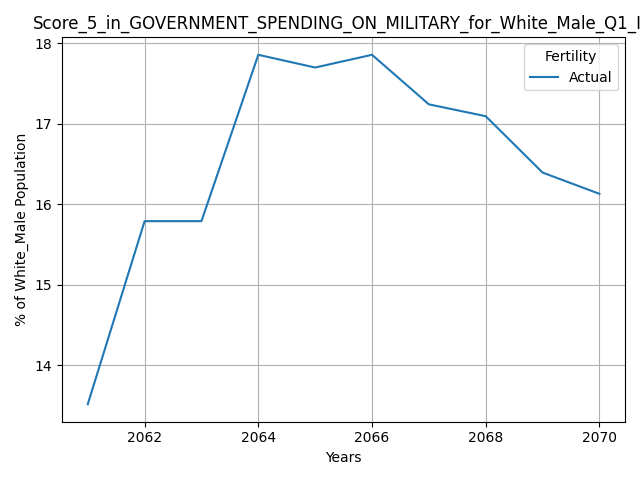 Score_5_in_GOVERNMENT_SPENDING_ON_MILITARY_for_White_Male_Q1_I
Fertility
Actual
% of White_Male Population
18
17
16
15
14
2062 2064 2066 2068 2070
Years